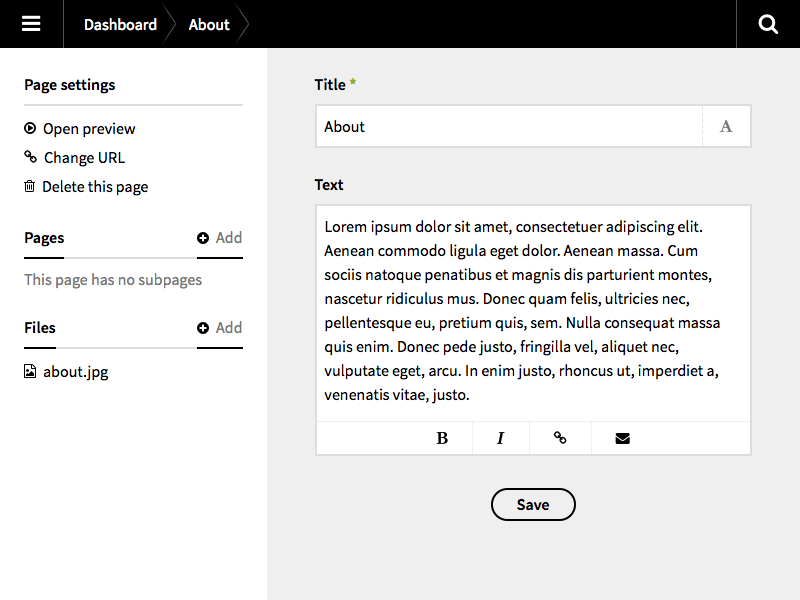 Dashboard About
Page settings
Open preview
Change URL
Delete this page
Pages Add
This page has no subpages
Files Add
about.jpg
Title *
About A
Text
Lorem ipsum dolor sit amet, consectetuer adipiscing elit.
Aenean commodo ligula eget dolor. Aenean massa. Cum
sociis natoque penatibus et magnis dis parturient montes,
nascetur ridiculus mus. Donec quam felis, ultricies nec,
pellentesque eu, pretium quis, sem. Nulla consequat massa
quis enim. Donec pede justo, fringilla vel, aliquet nec,
vulputate eget, arcu. In enim justo, rhoncus ut, imperdiet a,
venenatis vitae, justo.
B I
Save